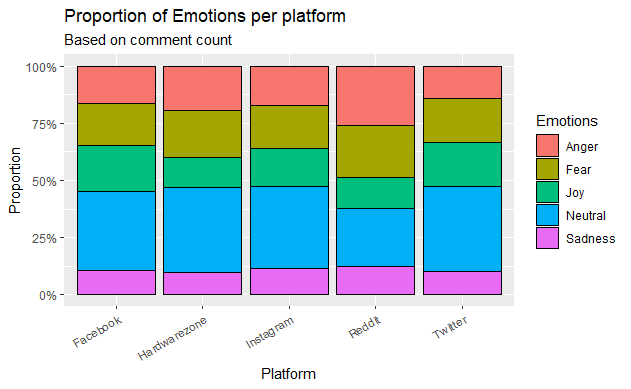 Proportion of Emotions per platform
Based on comment count
100%
75%
50%
25%
0%
Proportion
Facebook
Hardwarezone
Instagram
Reddit
Twitter
Platform
Emotions
Anger
Fear
Joy
Neutral
Sadness